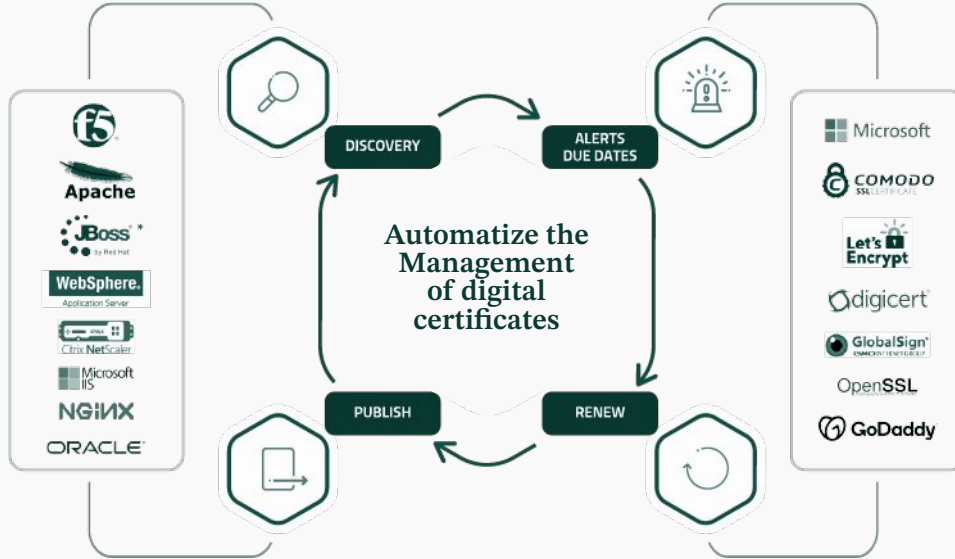 f5
Apache
JBoss
by Red Hat
WebSphere.
Application Server
citrix
Citrix NetScaler
Microsoft
IIS
NGINX
ORACLE
DISCOVERY
ALERTS
DUE DATES
Automatize the
Management
of digital
certificates
PUBLISH
RENEW
Microsoft
COMODO
SSL CERTIFICATE
Let's
Encrypt
digicert
GlobalSign
OpenSSL
GoDaddy